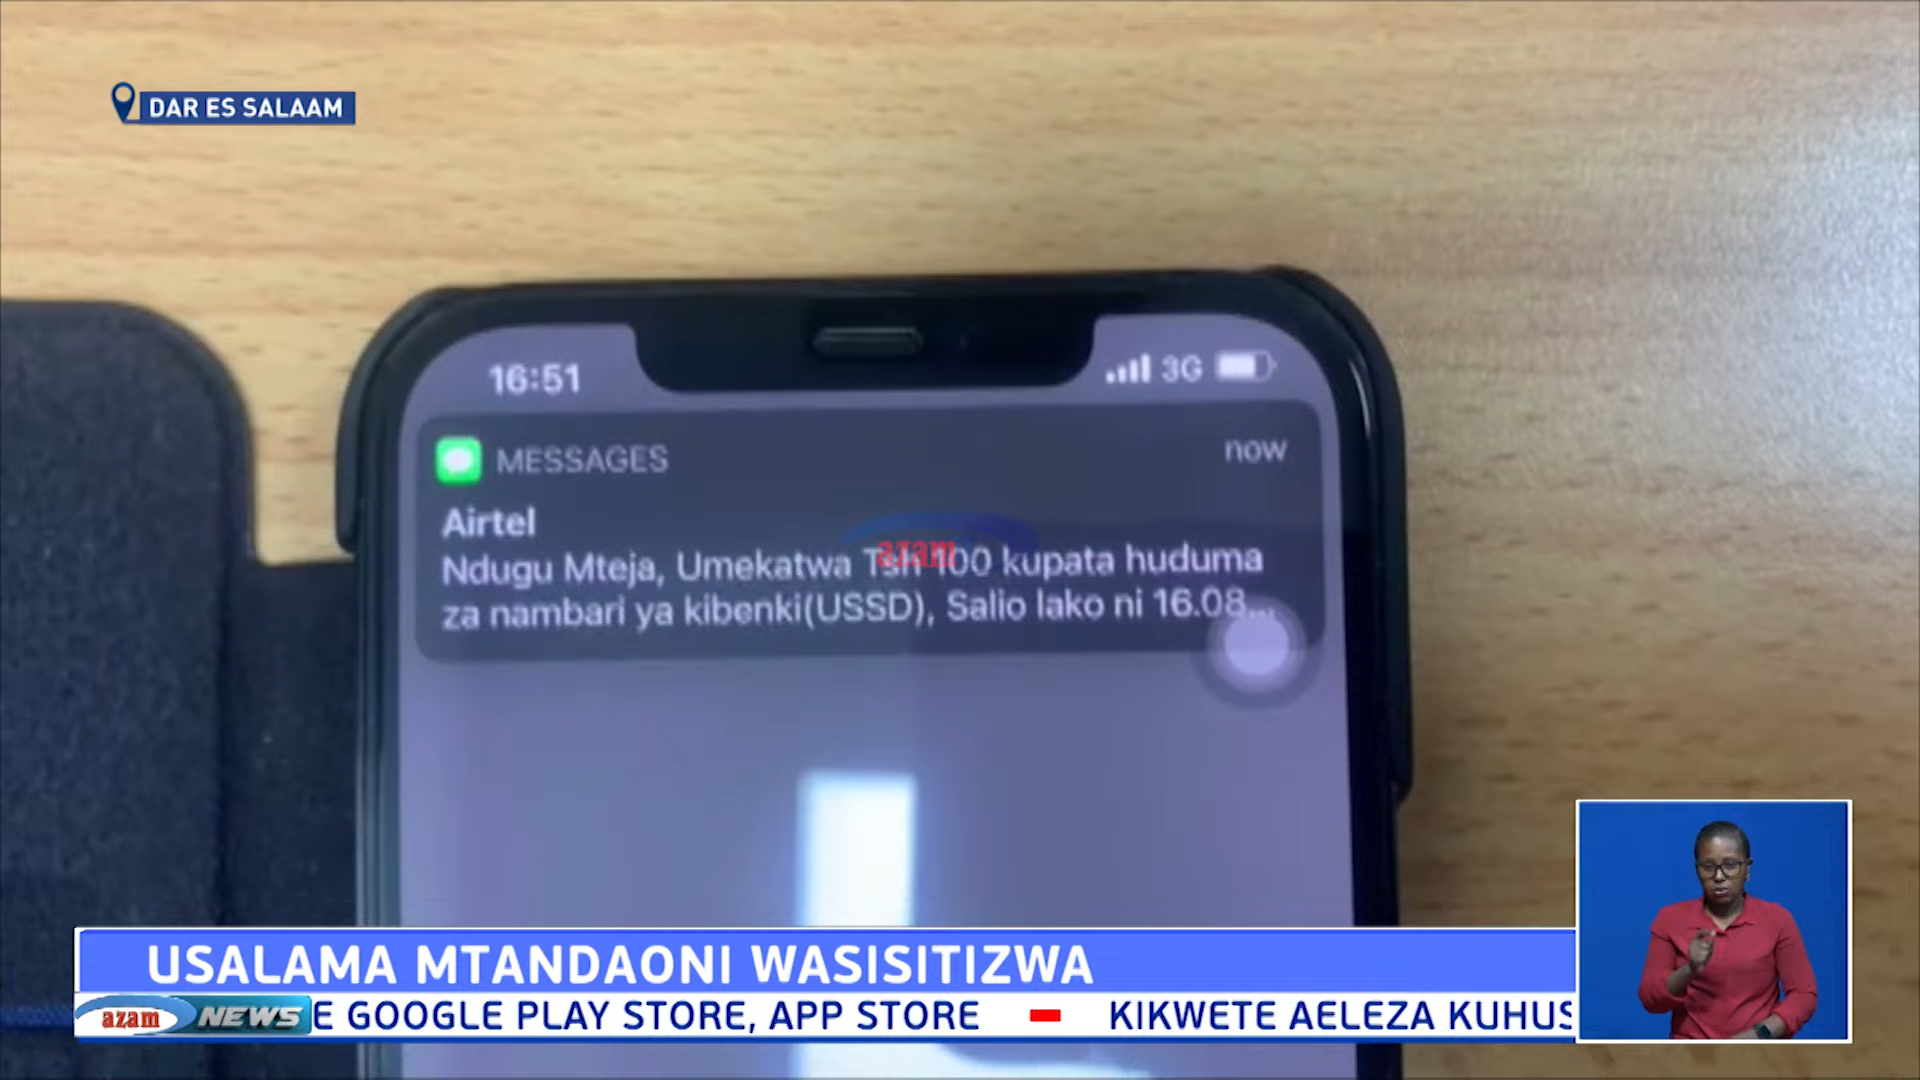 DAR ES SALAAM
16:51
3G
MESSAGES
now
Airtel
Ndugu Mteja, Umekatwa Tsh 100 kupata huduma
za nambari ya kibenki(USSD), Salio lako ni 16.08...
azam
USALAMA MTANDAONI WASISITIZWA
azam NEWS
E GOOGLE PLAY STORE, APP STORE - KIKWETE AELEZA KUHUS